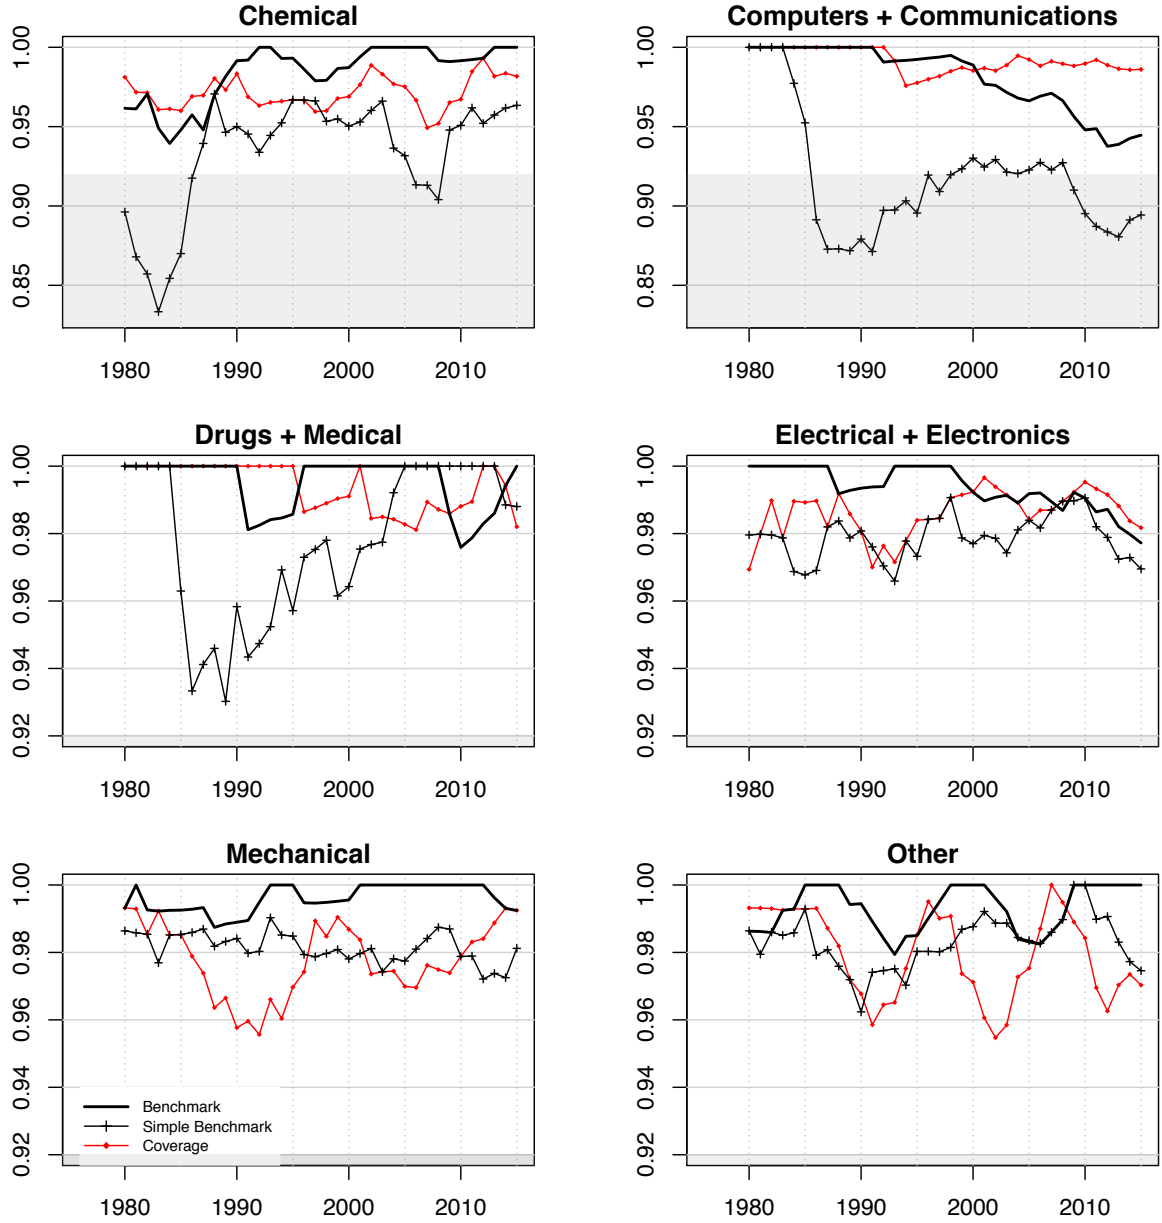 Chemical
1.00
0.95
0.90
0.85
1980 1990 2000 2010
Computers + Communications
1.00
0.95
0.90
0.85
1980 1990 2000 2010
Drugs + Medical
1.00
0.98
0.96
0.94
0.92
1980 1990 2000 2010
Electrical + Electronics
1.00
0.98
0.96
0.94
0.92
1980 1990 2000 2010
Mechanical
1.00
0.98
0.96
0.94
0.92
Benchmark
Simple Benchmark
Coverage
1980 1990 2000 2010
Other
1.00
0.98
0.96
0.94
0.92
1980 1990 2000 2010